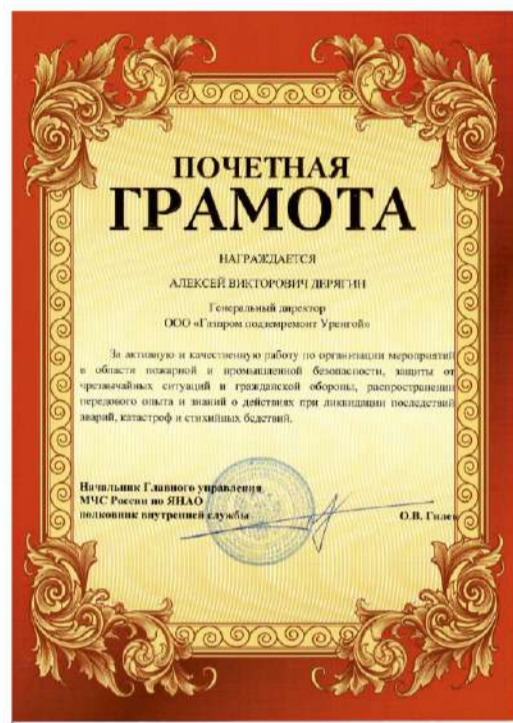 ПОЧЕТНАЯ
ГРАМОТА
НАГРАЖДАЕТСЯ
АЛЕКСЕЙ ВИКТОРОВИЧ ДЕРЯГИН
Генеральный директор
ООО «Газпром подземремонт Уренгой»
За активную и качественную работу по организации мероприятий
в области пожарной и промышленной безопасности, защиты от
чрезвычайных ситуаций и гражданской обороны, распространении
передового опыта и знаний о действиях при ликвидации последствий
аварий, катастроф и стихийных бедствий.
Начальник Главного управления
МЧС России по ЯНАО
полковник внутренней службы О.В. Гилев